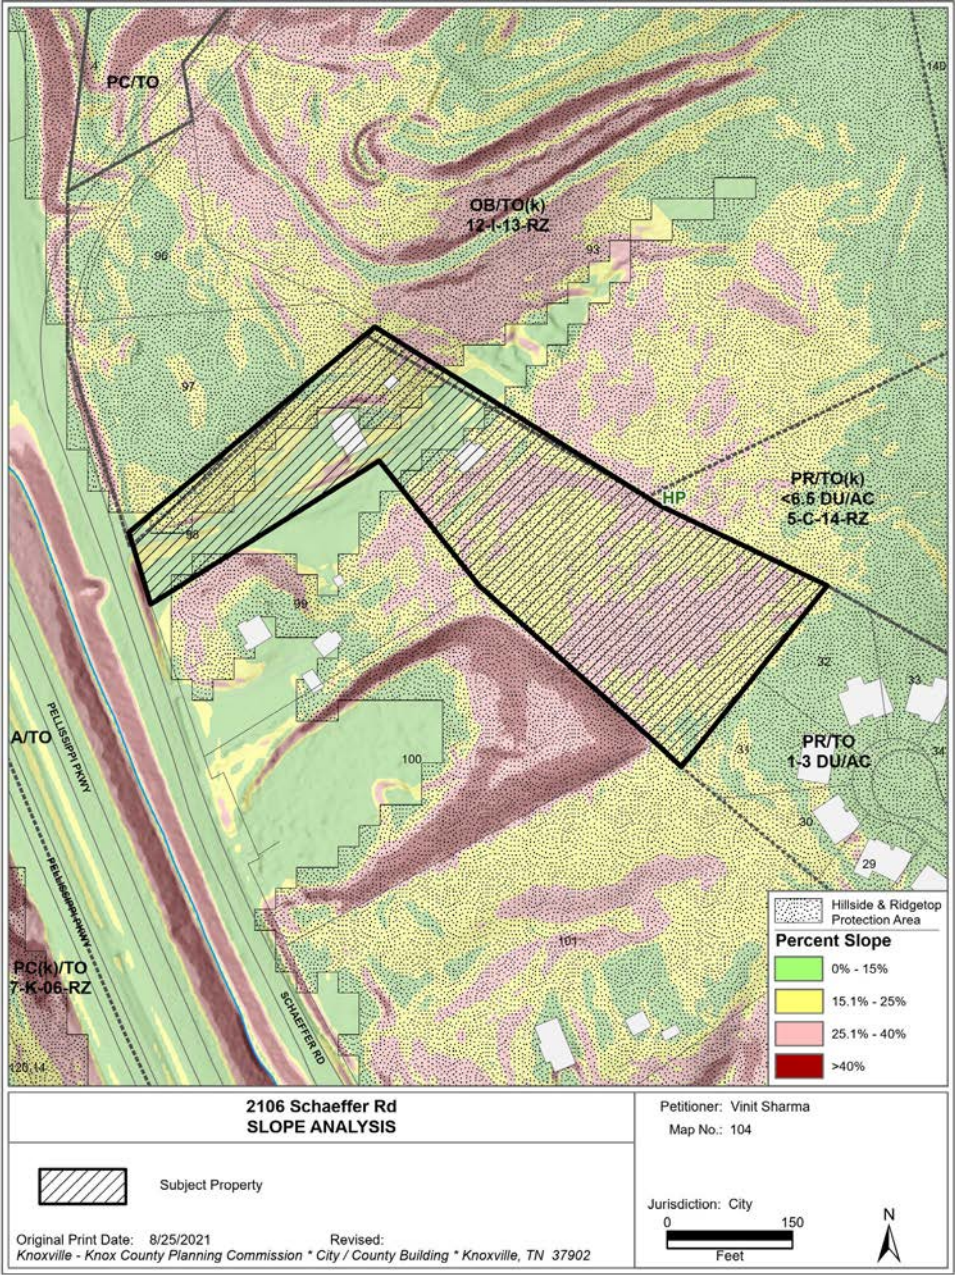 4
PC/TO
140
OB/TO(k)
12-I-13-RZ
93
96
97
98
HP
PR/TO(k)
<6.5 DU/AC
5-C-14-RZ
99
32
33
PELLISSIPPI PKWY
A/TO
100
31
PR/TO
1-3 DU/AC
34
30
29
PELLISSIPPI PKWY
101
PC(k)/TO
7-K-06-RZ
SCHAEFFER RD
120.14
Hillside & Ridgetop
Protection Area
Percent Slope
0% - 15%
15.1% - 25%
25.1% - 40%
>40%
2106 Schaeffer Rd
SLOPE ANALYSIS
Subject Property
Original Print Date: 8/25/2021 Revised:
Knoxville - Knox County Planning Commission * City / County Building * Knoxville, TN 37902
Petitioner: Vinit Sharma
Map No.: 104
Jurisdiction: City
0 150
Feet
N